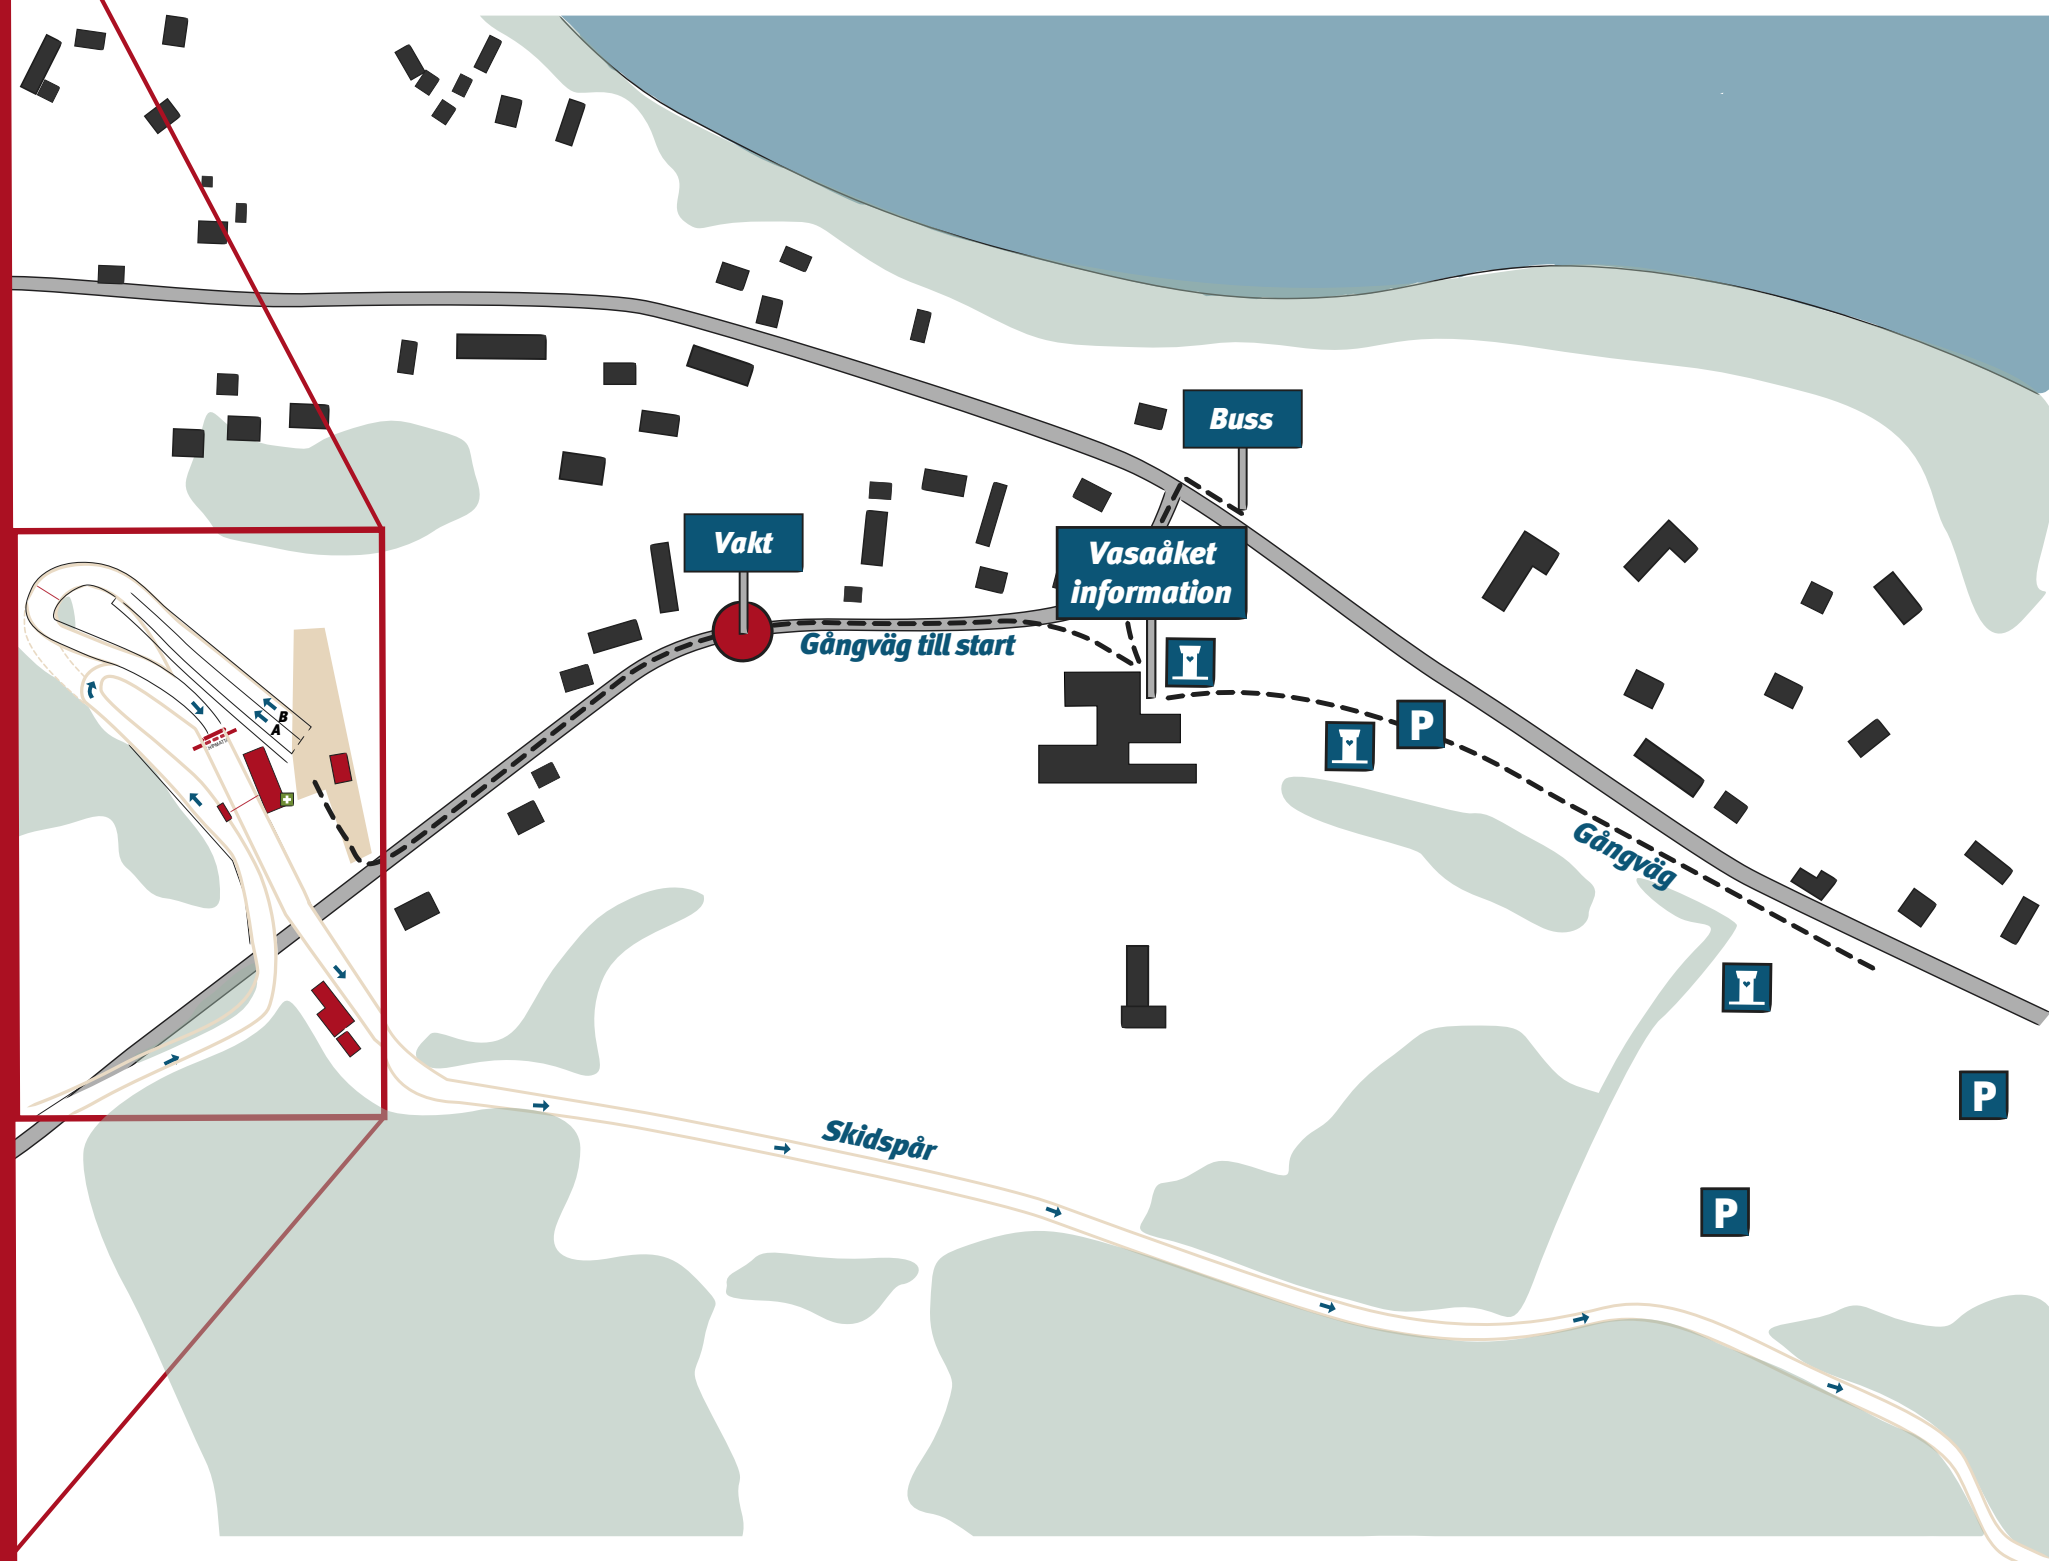 Buss
Vakt
Vasaåket
information
Gångväg till start
P
B
A
Gångväg
P
Skidspår
P